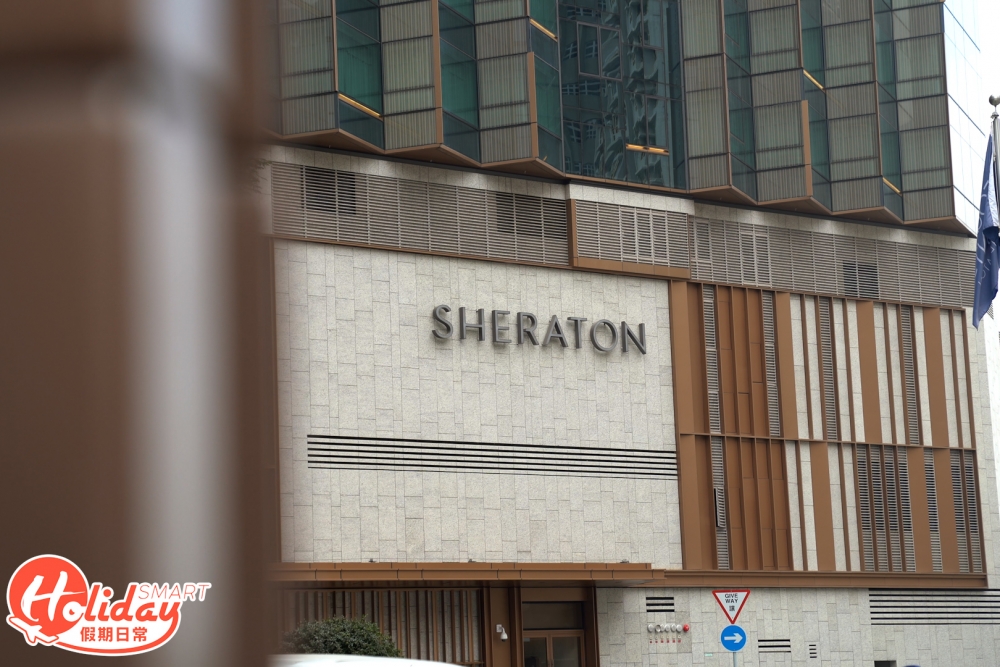 SHERATON
GIVE
WAY
讓
Holiday
SMART
假期日常